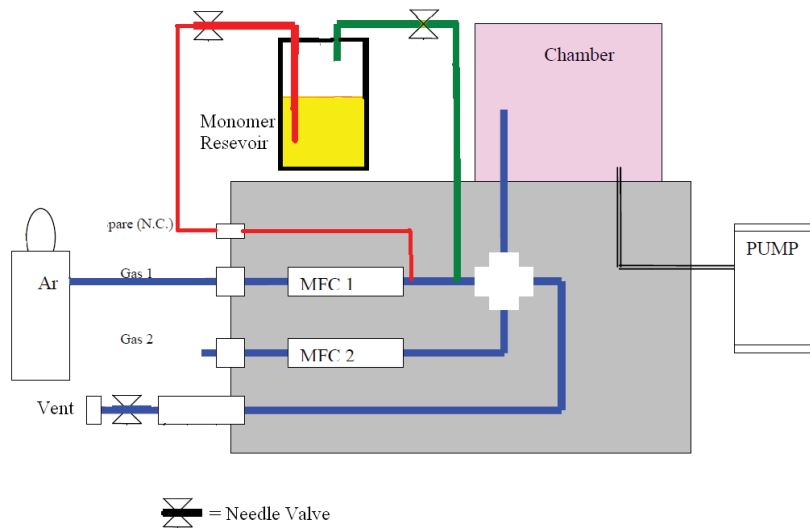 Chamber
Monomer
Resevoir
pare (N.C.)
Gas 1
Ar
MFC 1
PUMP
Gas 2
MFC 2
Vent
= Needle Valve